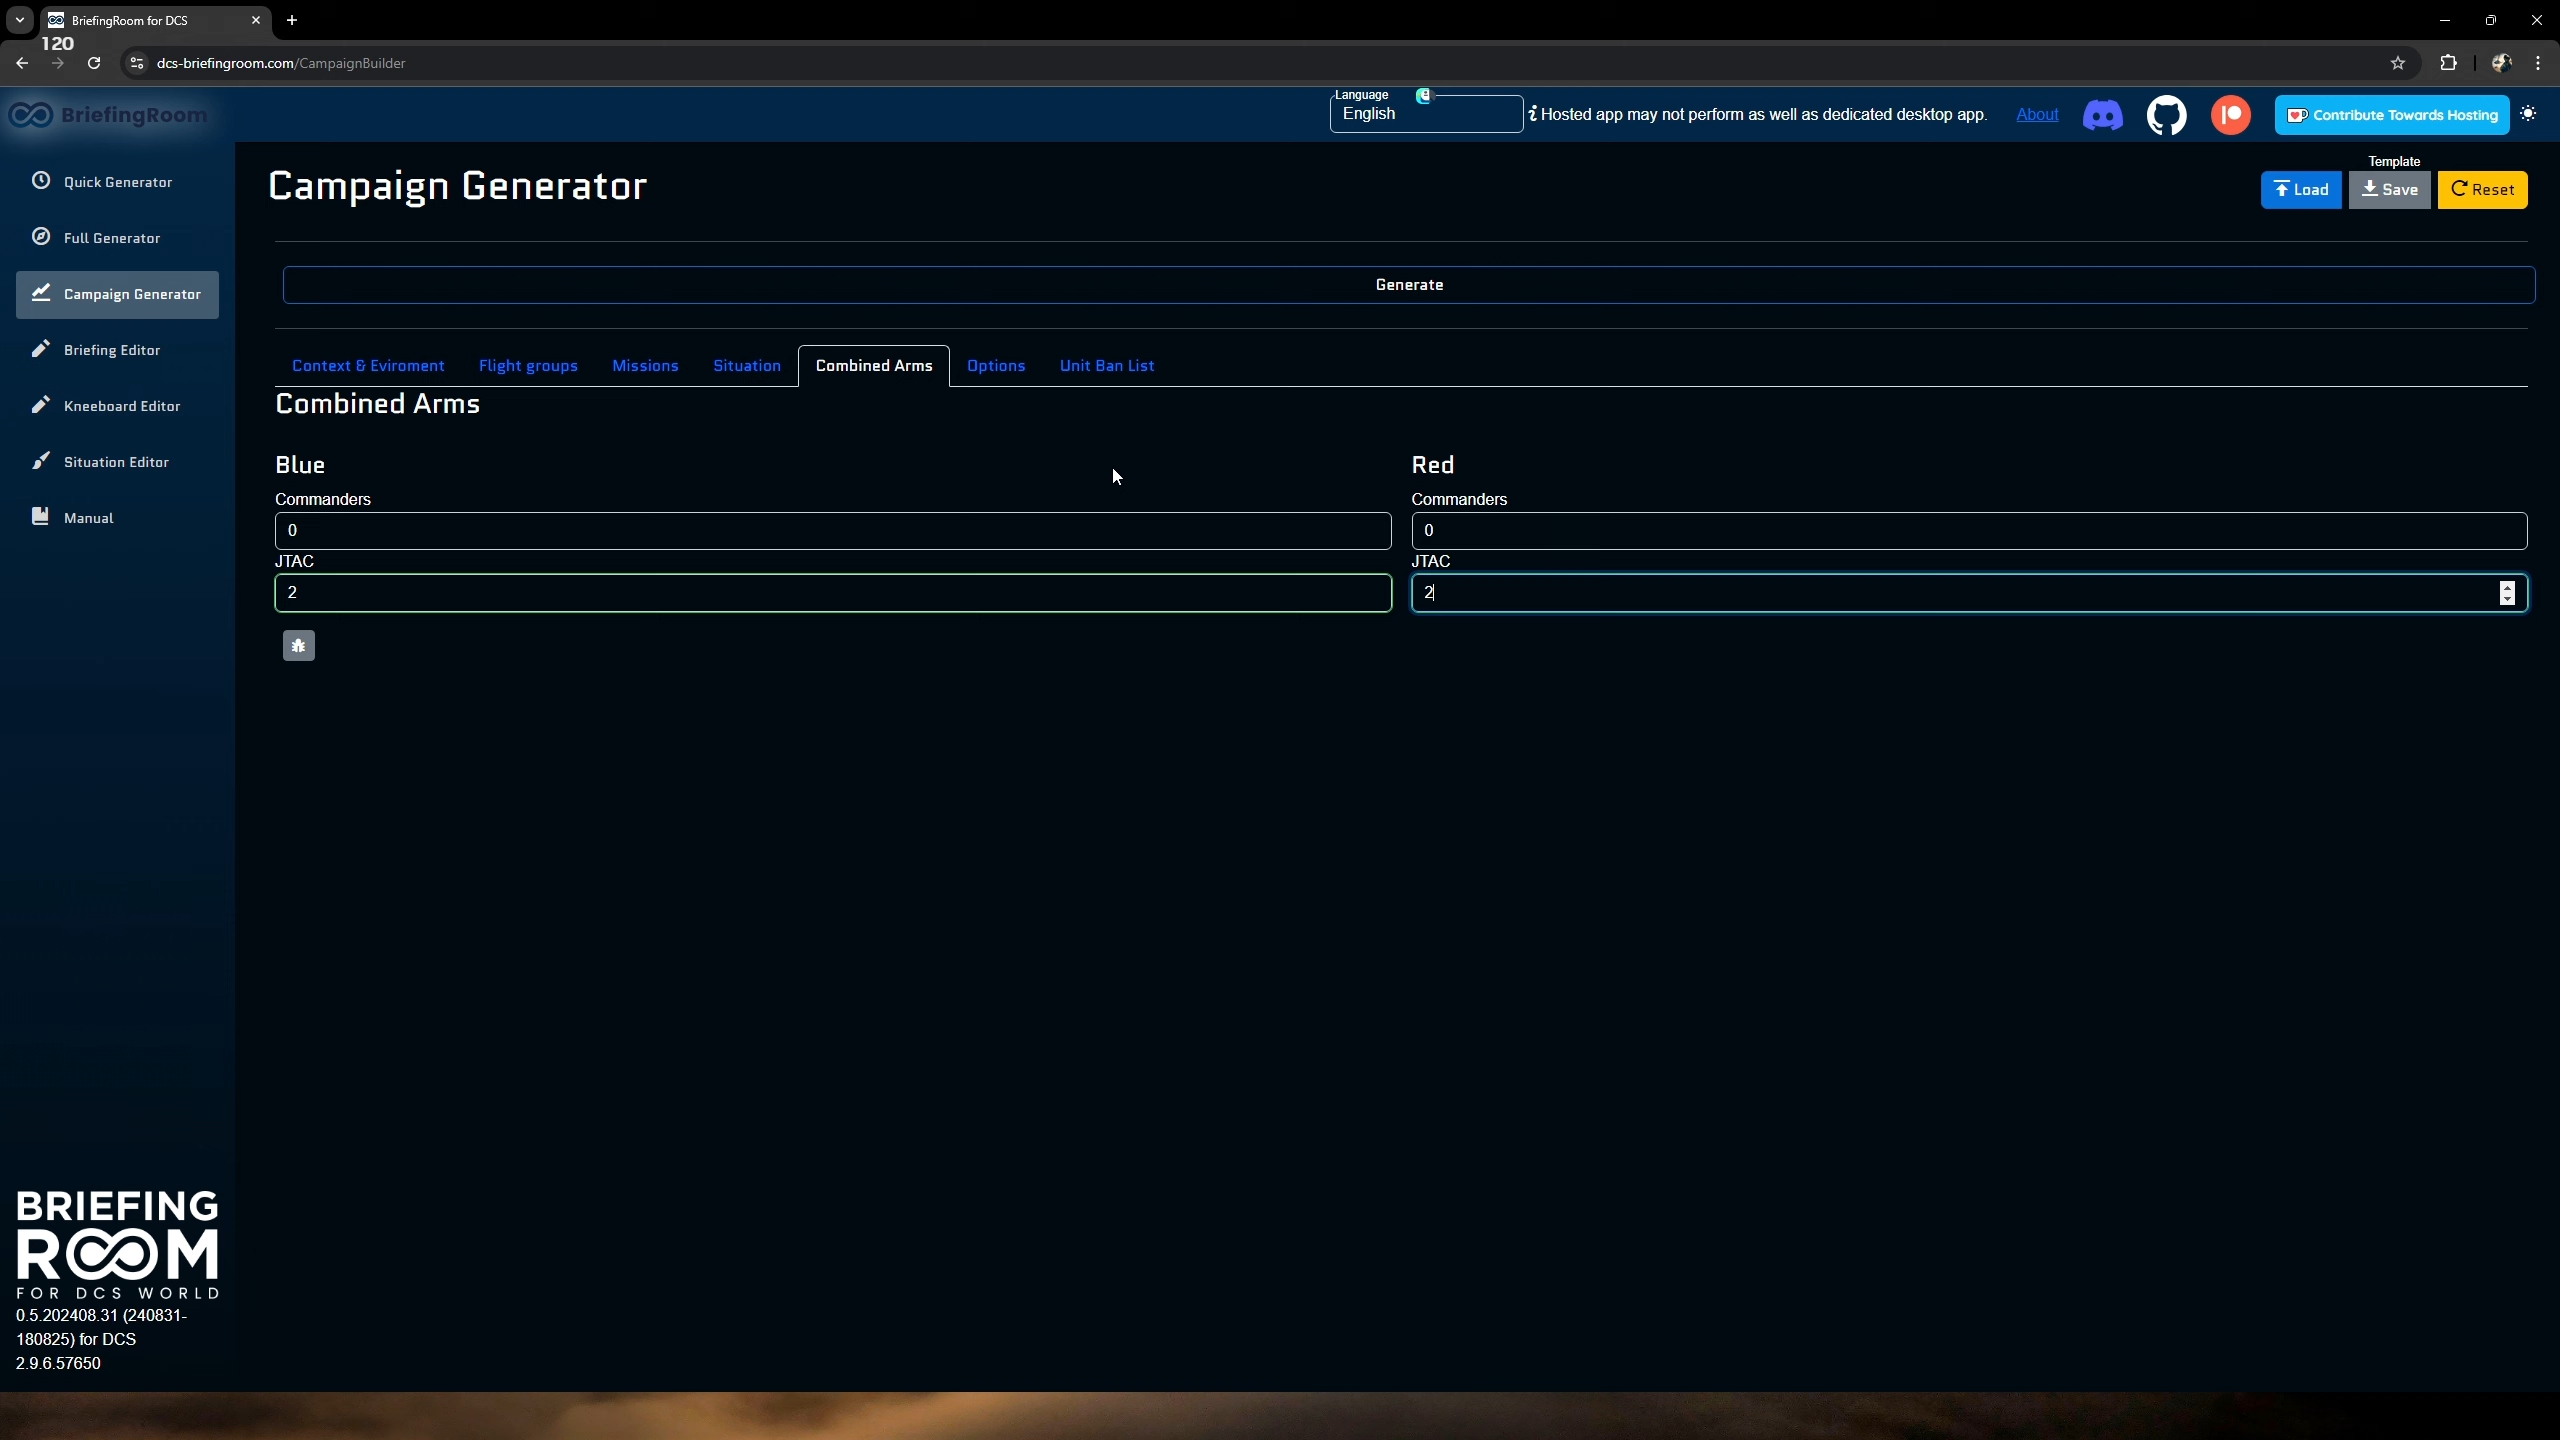 BriefingRoom for DCS
120
dcs-briefingroom.com/CampaignBuilder
BriefingRoom
Language
English
Hosted app may not perform as well as dedicated desktop app.
About
Contribute Towards Hosting
Quick Generator
Full Generator
Campaign Generator
Briefing Editor
Kneeboard Editor
Situation Editor
Manual
Campaign Generator
Template
Load
Save
Reset
Generate
Context & Eviroment
Flight groups
Missions
Situation
Combined Arms
Options
Unit Ban List
Combined Arms
Blue
Commanders
0
JTAC
2
Red
Commanders
0
JTAC
2
BRIEFING
ROOM
FOR DCS WORLD
0.5.202408.31 (240831-
180825) for DCS
2.9.6.57650